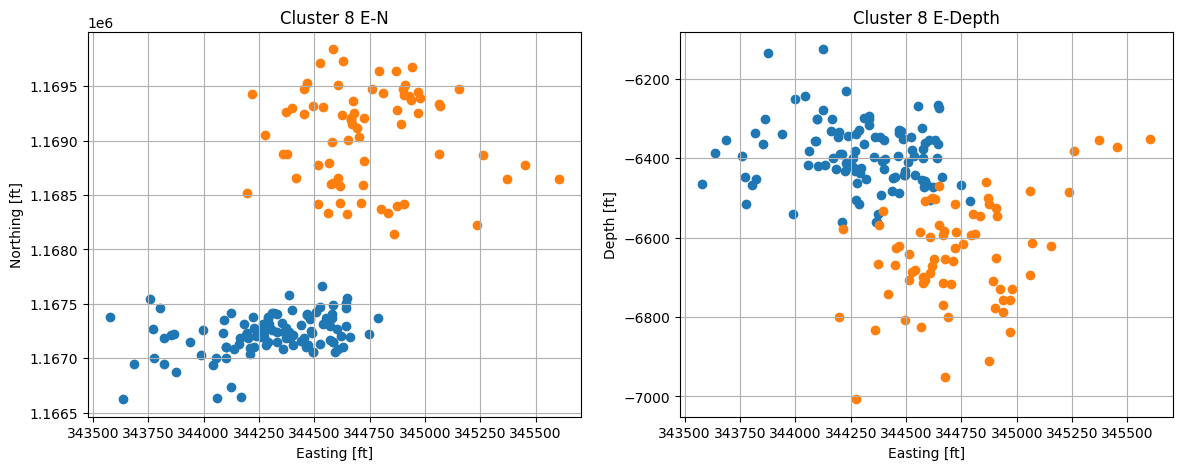 Cluster 8 E-N
1e6
1.1695
1.1690
1.1685
1.1680
1.1675
1.1670
1.1665
Northing [ft]
343500 343750 344000 344250 344500 344750 345000 345250 345500
Easting [ft]
Cluster 8 E-Depth
−6200
−6400
−6600
−6800
−7000
Depth [ft]
343500 343750 344000 344250 344500 344750 345000 345250 345500
Easting [ft]